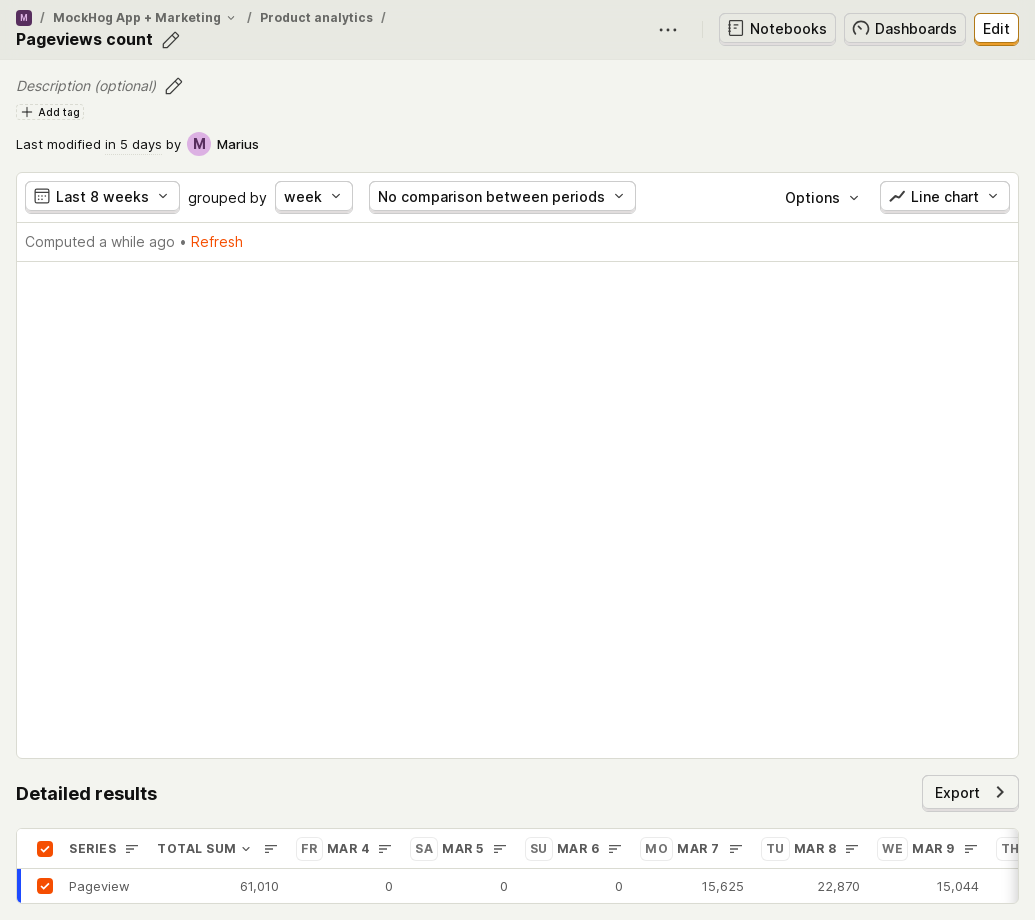 M / MockHog App + Marketing / Product analytics /
Pageviews count
Notebooks Dashboards Edit
Description (optional)
Add tag
Last modified in 5 days by M Marius
Last 8 weeks grouped by week No comparison between periods Options Line chart
Computed a while ago • Refresh
Detailed results
Export
SERIES TOTAL SUM FR MAR 4 SA MAR 5 SU MAR 6 MO MAR 7 TU MAR 8 WE MAR 9 TH
Pageview 61,010 0 0 0 15,625 22,870 15,044